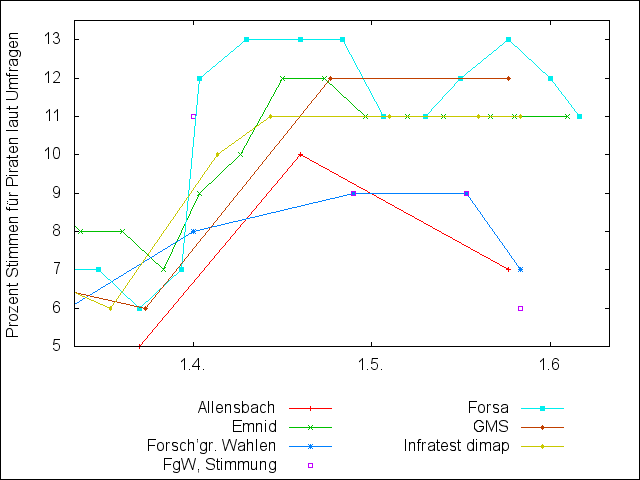 Prozent Stimmen für Piraten laut Umfragen
13
12
11
10
9
8
7
6
5
1.4.
1.5.
1.6
Allensbach
Emnid
Forsch'gr. Wahlen
FgW, Stimmung
Forsa
GMS
Infratest dimap